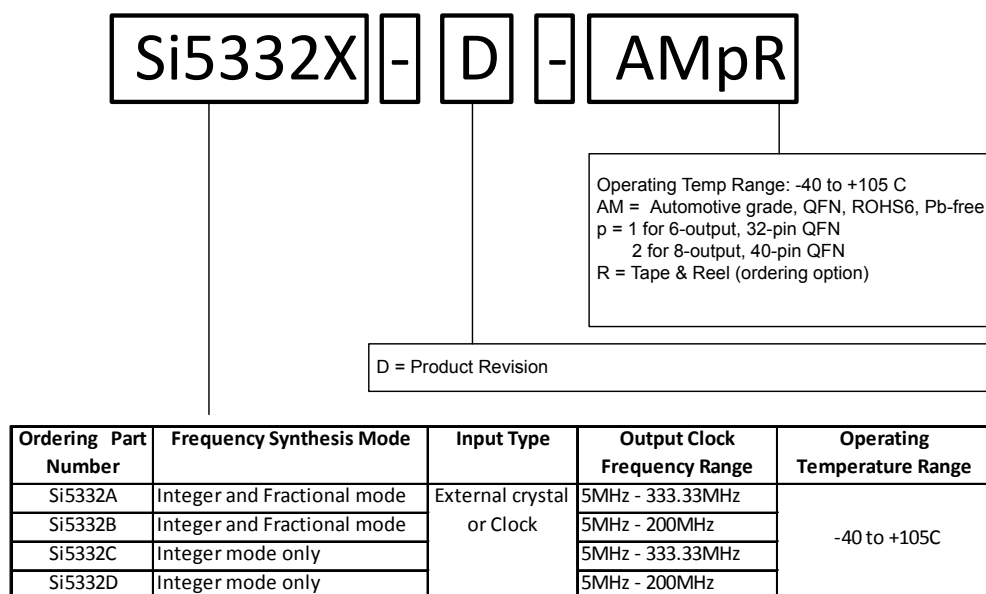 Si5332X - D - AMpR
Operating Temp Range: -40 to +105 C
AM = Automotive grade, QFN, ROHS6, Pb-free
p = 1 for 6-output, 32-pin QFN
2 for 8-output, 40-pin QFN
R = Tape & Reel (ordering option)
D = Product Revision
Ordering Part Number Frequency Synthesis Mode Input Type Output Clock Frequency Range Operating Temperature Range
Si5332A Integer and Fractional mode External crystal or Clock 5MHz - 333.33MHz -40 to +105C
Si5332B Integer and Fractional mode 5MHz - 200MHz
Si5332C Integer mode only 5MHz - 333.33MHz
Si5332D Integer mode only 5MHz - 200MHz